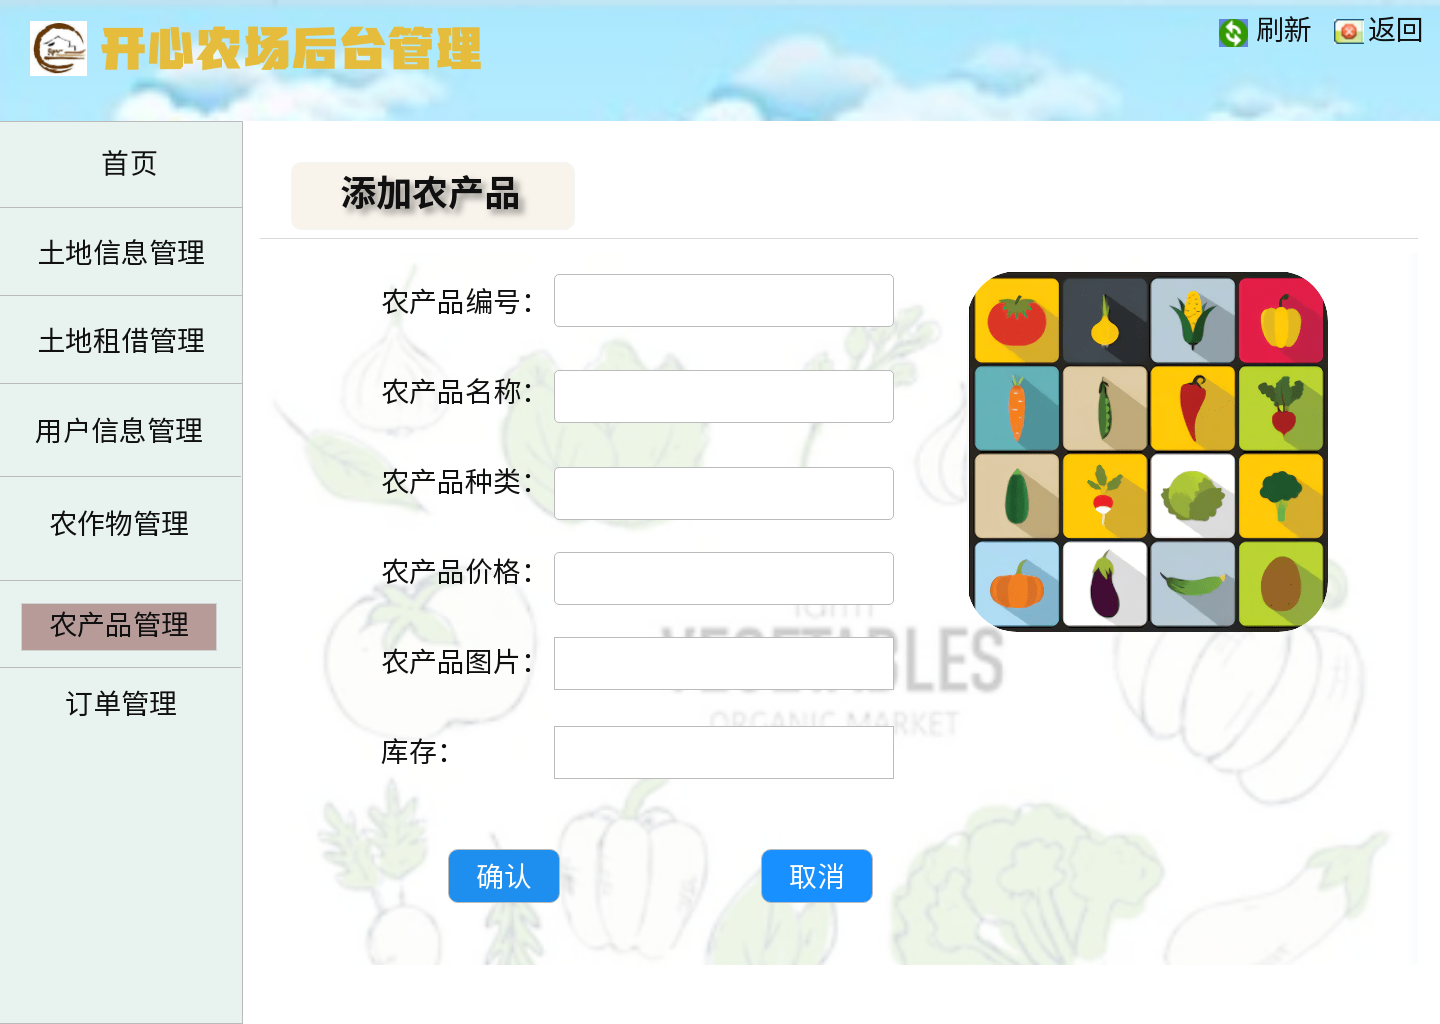 开心农场后台管理
刷新
返回
首页
土地信息管理
土地租借管理
用户信息管理
农作物管理
农产品管理
订单管理
添加农产品
农产品编号：
农产品名称：
农产品种类：
农产品价格：
农产品图片：
库存：
farm
VEGETABLES
ORGANIC MARKET
确认
取消